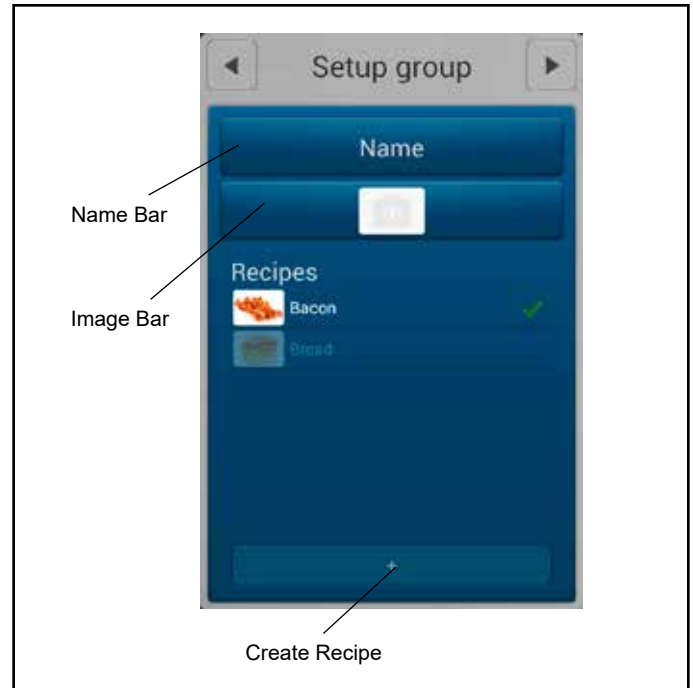 Setup group
Name
Name Bar
Image Bar
Recipes
Bacon
Bread
+
Create Recipe